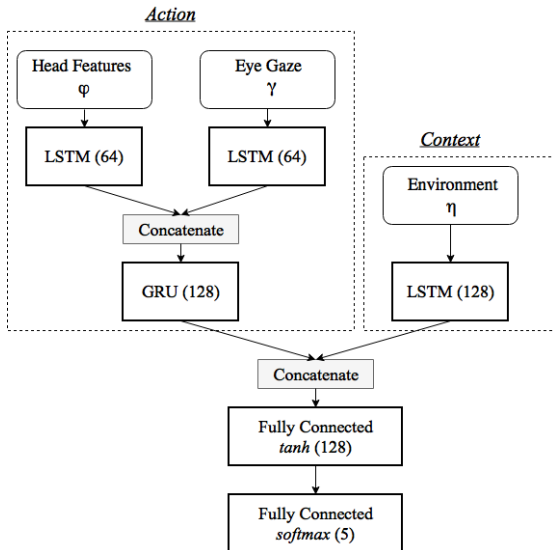 Action
Head Features
φ
Eye Gaze
γ
LSTM (64)
LSTM (64)
Concatenate
GRU (128)
Context
Environment
η
LSTM (128)
Concatenate
Fully Connected
tanh (128)
Fully Connected
softmax (5)